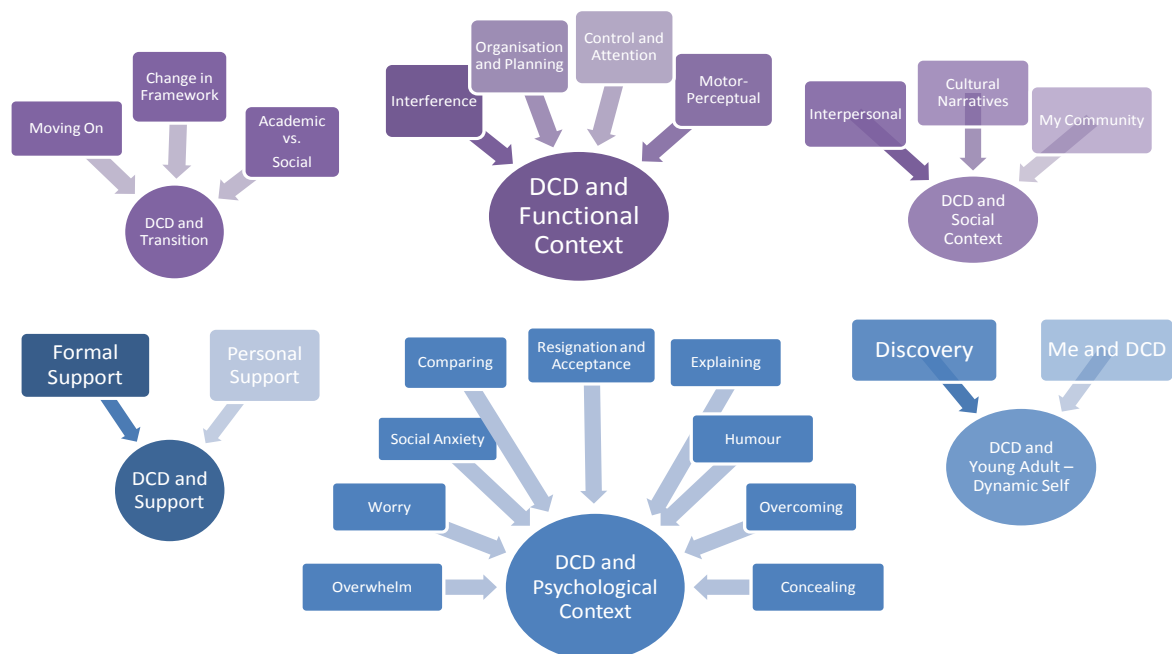 Moving On
Change in
Framework
Academic
vs.
Social
DCD and
Transition
Interference
Organisation
and Planning
Control and
Attention
Motor-
Perceptual
DCD and
Functional
Context
Interpersonal
Cultural
Narratives
My Community
DCD and
Social
Context
Formal
Support
Personal
Support
DCD and
Support
Comparing
Resignation and
Acceptance
Explaining
Social Anxiety
Humour
Worry
Overcoming
Overwhelm
Concealing
DCD and
Psychological
Context
Discovery
Me and DCD
DCD and
Young Adult –
Dynamic Self